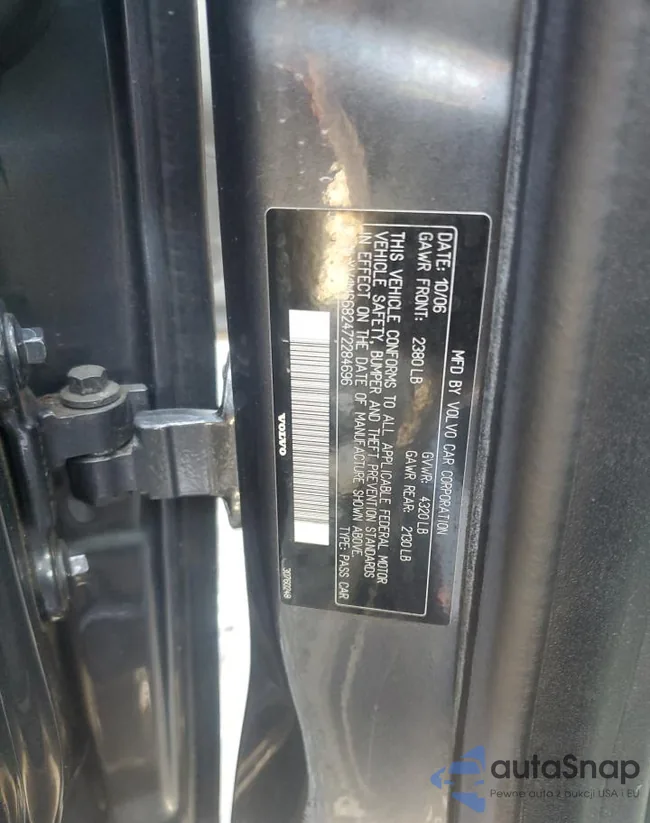 MFD BY VOLVO CAR CORPORATION
DATE: 10/06 GVWR: 4320 LB
GAWR FRONT: 2380 LB GAWR REAR: 2130 LB
THIS VEHICLE CONFORMS TO ALL APPLICABLE FEDERAL MOTOR
VEHICLE SAFETY, BUMPER AND THEFT PREVENTION STANDARDS
IN EFFECT ON THE DATE OF MANUFACTURE SHOWN ABOVE.
TYPE: PASS CAR
VOLVO
30760249
autaSnap
Pewne auta z aukcji USA i EU